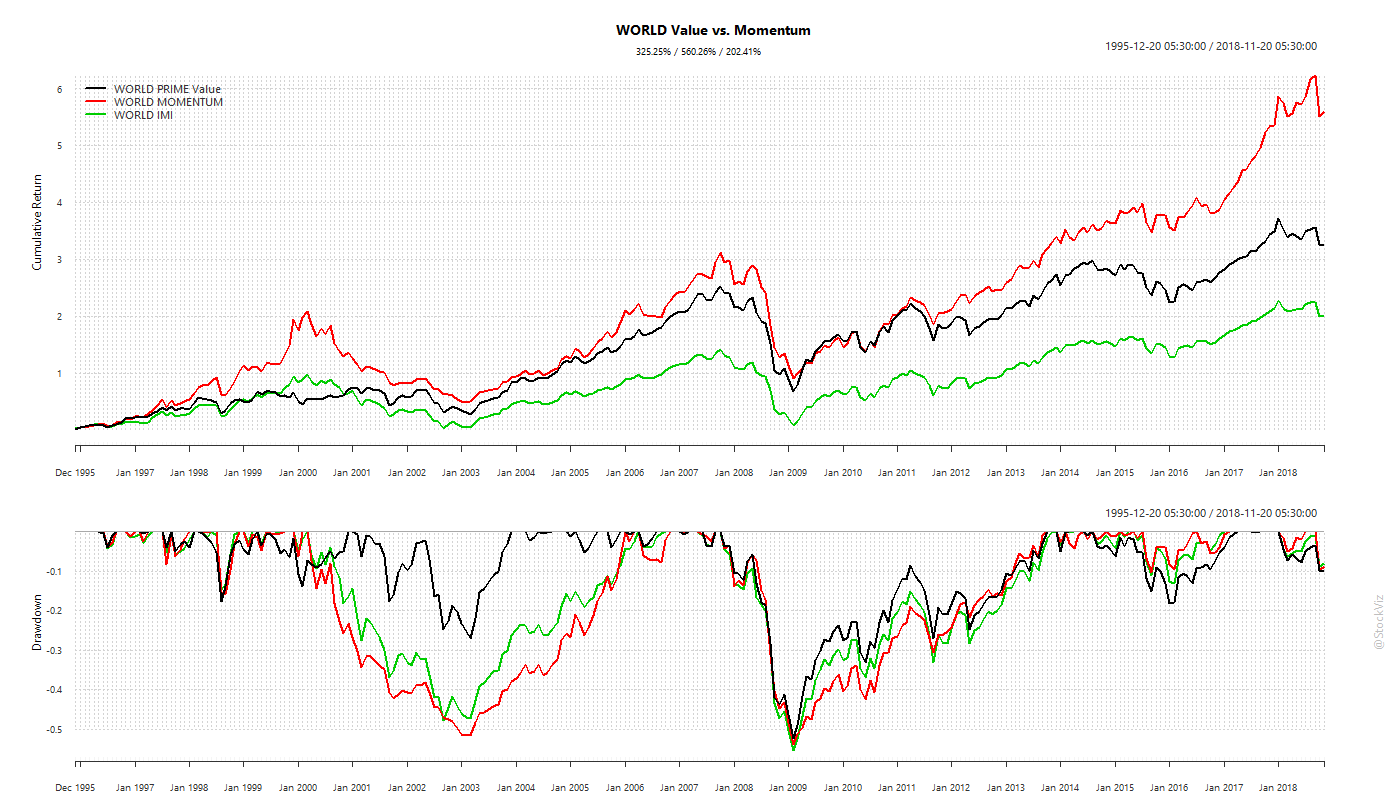 WORLD Value vs. Momentum
325.25% / 560.26% / 202.41%
1995-12-20 05:30:00 / 2018-11-20 05:30:00
WORLD PRIME Value
WORLD MOMENTUM
WORLD IMI
Cumulative Return
6
5
4
3
2
1
Dec 1995 Jan 1997 Jan 1998 Jan 1999 Jan 2000 Jan 2001 Jan 2002 Jan 2003 Jan 2004 Jan 2005 Jan 2006 Jan 2007 Jan 2008 Jan 2009 Jan 2010 Jan 2011 Jan 2012 Jan 2013 Jan 2014 Jan 2015 Jan 2016 Jan 2017 Jan 2018
1995-12-20 05:30:00 / 2018-11-20 05:30:00
Drawdown
-0.1
-0.2
-0.3
-0.4
-0.5
Dec 1995 Jan 1997 Jan 1998 Jan 1999 Jan 2000 Jan 2001 Jan 2002 Jan 2003 Jan 2004 Jan 2005 Jan 2006 Jan 2007 Jan 2008 Jan 2009 Jan 2010 Jan 2011 Jan 2012 Jan 2013 Jan 2014 Jan 2015 Jan 2016 Jan 2017 Jan 2018
@StockViz